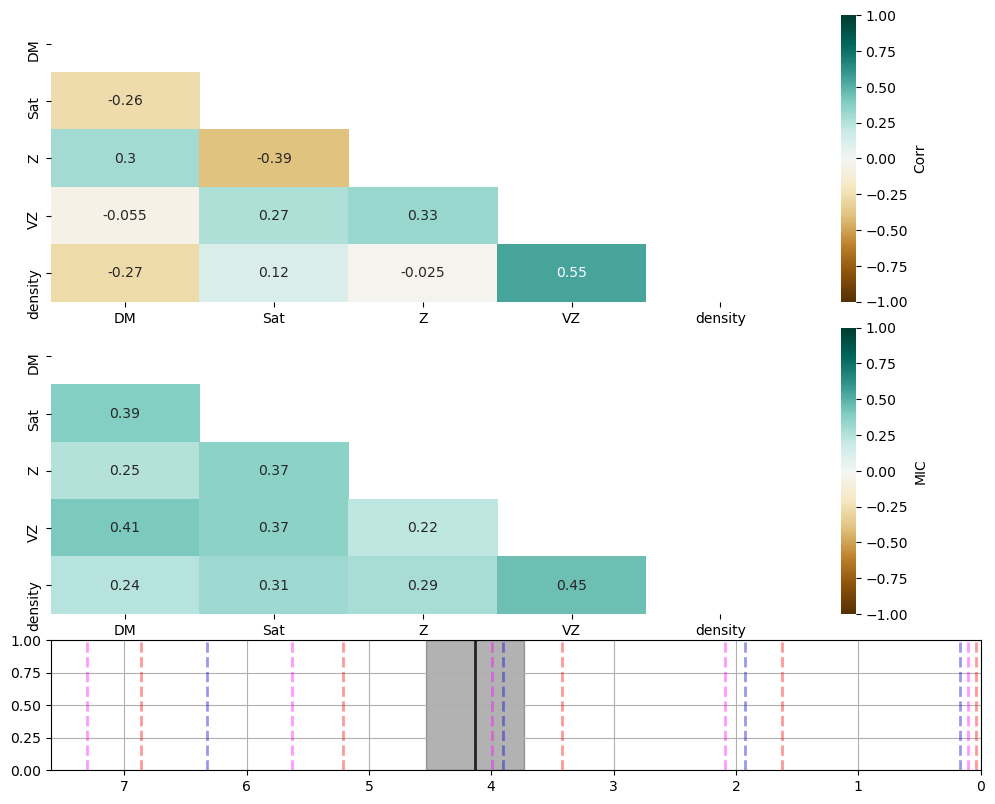 DM
Sat
Z
VZ
density
-0.26
0.3
-0.39
-0.055
0.27
0.33
-0.27
0.12
-0.025
0.55
DM
Sat
Z
VZ
density
1.00
0.75
0.50
0.25
0.00
−0.25
−0.50
−0.75
−1.00
Corr
DM
Sat
Z
VZ
density
0.39
0.25
0.37
0.41
0.37
0.22
0.24
0.31
0.29
0.45
DM
Sat
Z
VZ
density
1.00
0.75
0.50
0.25
0.00
−0.25
−0.50
−0.75
−1.00
MIC
1.00
0.75
0.50
0.25
0.00
7
6
5
4
3
2
1
0